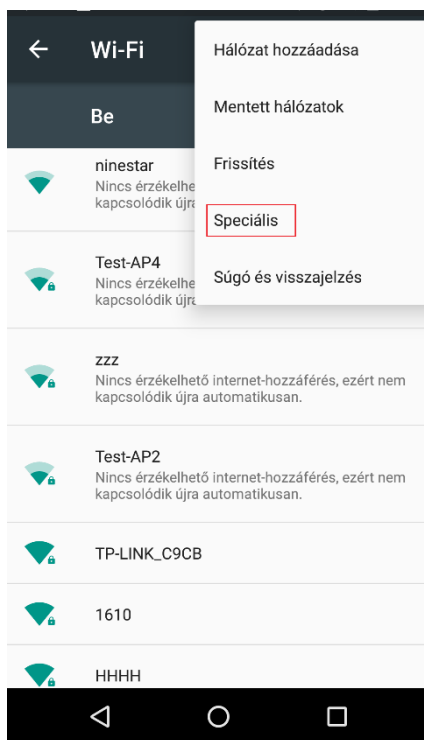 Wi-Fi
Be
Hálózat hozzáadása
Mentett hálózatok
Frissítés
Speciális
Súgó és visszajelzés
ninestar
Nincs érzékelhe
kapcsolódik újra
Test-AP4
Nincs érzékelhe
kapcsolódik újra
zzz
Nincs érzékelhető internet-hozzáférés, ezért nem
kapcsolódik újra automatikusan.
Test-AP2
Nincs érzékelhető internet-hozzáférés, ezért nem
kapcsolódik újra automatikusan.
TP-LINK_C9CB
1610
HHHH